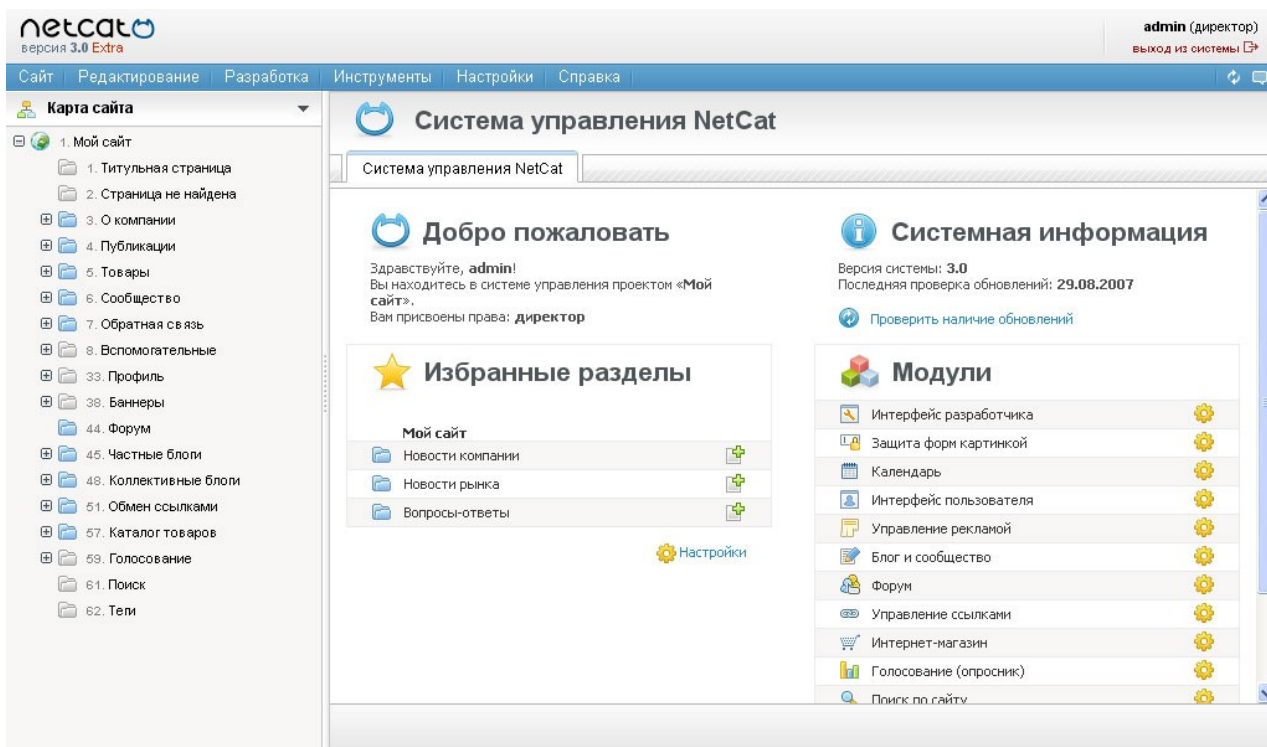 netcat
версия 3.0 Extra
admin (директор)
выход из системы
Сайт Редактирование Разработка Инструменты Настройки Справка
Карта сайта
1. Мой сайт
1. Титульная страница
2. Страница не найдена
3. О компании
4. Публикации
5. Товары
6. Сообщество
7. Обратная связь
8. Вспомогательные
33. Профиль
38. Баннеры
44. Форум
45. Частные блоги
48. Коллективные блоги
51. Обмен ссылками
57. Каталог товаров
59. Голосование
61. Поиск
62. Теги
Система управления NetCat
Система управления NetCat
Добро пожаловать
Здравствуйте, admin!
Вы находитесь в системе управления проектом «Мой
сайт».
Вам присвоены права: директор
Избранные разделы
Мой сайт
Новости компании
Новости рынка
Вопросы-ответы
Настройки
Системная информация
Версия системы: 3.0
Последняя проверка обновлений: 29.08.2007
Проверить наличие обновлений
Модули
Интерфейс разработчика
Защита форм картинкой
Календарь
Интерфейс пользователя
Управление рекламой
Блог и сообщество
Форум
Управление ссылками
Интернет-магазин
Голосование (опросник)
Поиск по сайту